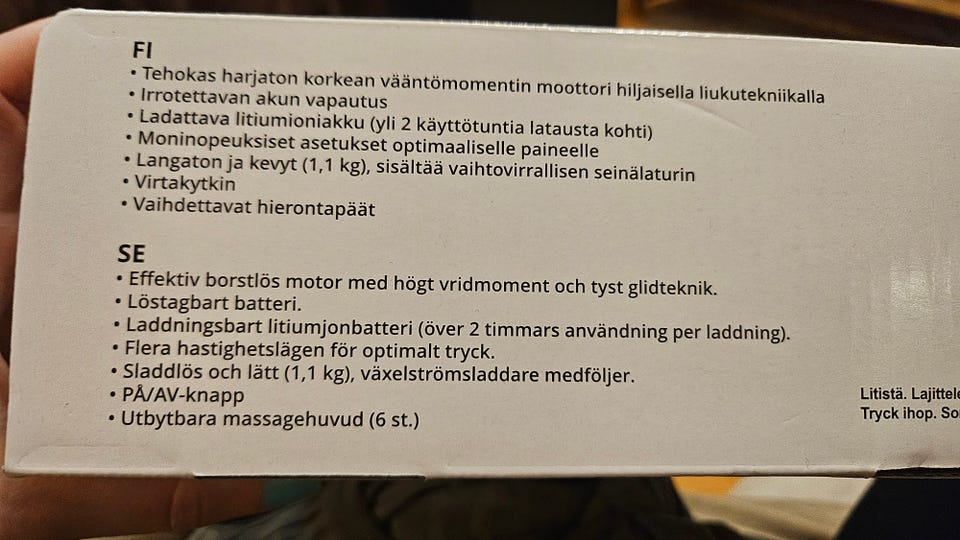 FI
• Tehokas harjaton korkean vääntömomentin moottori hiljaisella liukutekniikalla
• Irrotettavan akun vapautus
• Ladattava litiumioniakku (yli 2 käyttötuntia latausta kohti)
• Moninopeuksiset asetukset optimaaliselle paineelle
• Langaton ja kevyt (1,1 kg), sisältää vaihtovirrallisen seinälaturin
• Virtakytkin
• Vaihdettavat hierontapäät
SE
• Effektiv borstlös motor med högt vridmoment och tyst glidteknik.
• Löstagbart batteri.
• Laddningsbart litiumjonbatteri (över 2 timmars användning per laddning).
• Flera hastighetslägen för optimalt tryck.
• Sladdlös och lätt (1,1 kg), växelströmsladdare medföljer.
• PÅ/AV-knapp
• Utbytbara massagehuvud (6 st.)
Litistä.
Tryck ihop.